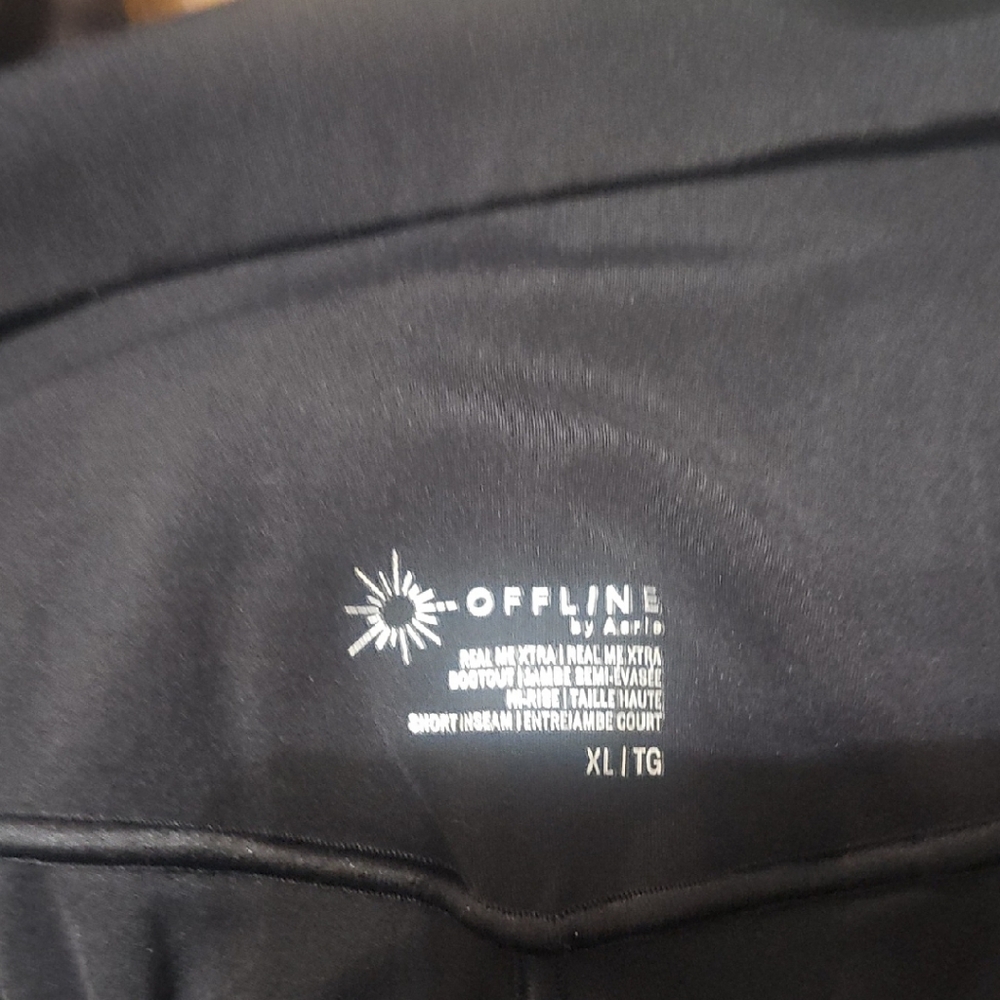 OFFLINE
by Aerie
REAL ME XTRA | REAL ME XTRA
BOOTCUT | JAMBE SEMI-ÉVASÉE
HI-RISE | TAILLE HAUTE
SHORT INSEAM | ENTREJAMBE COURT
XL / TG